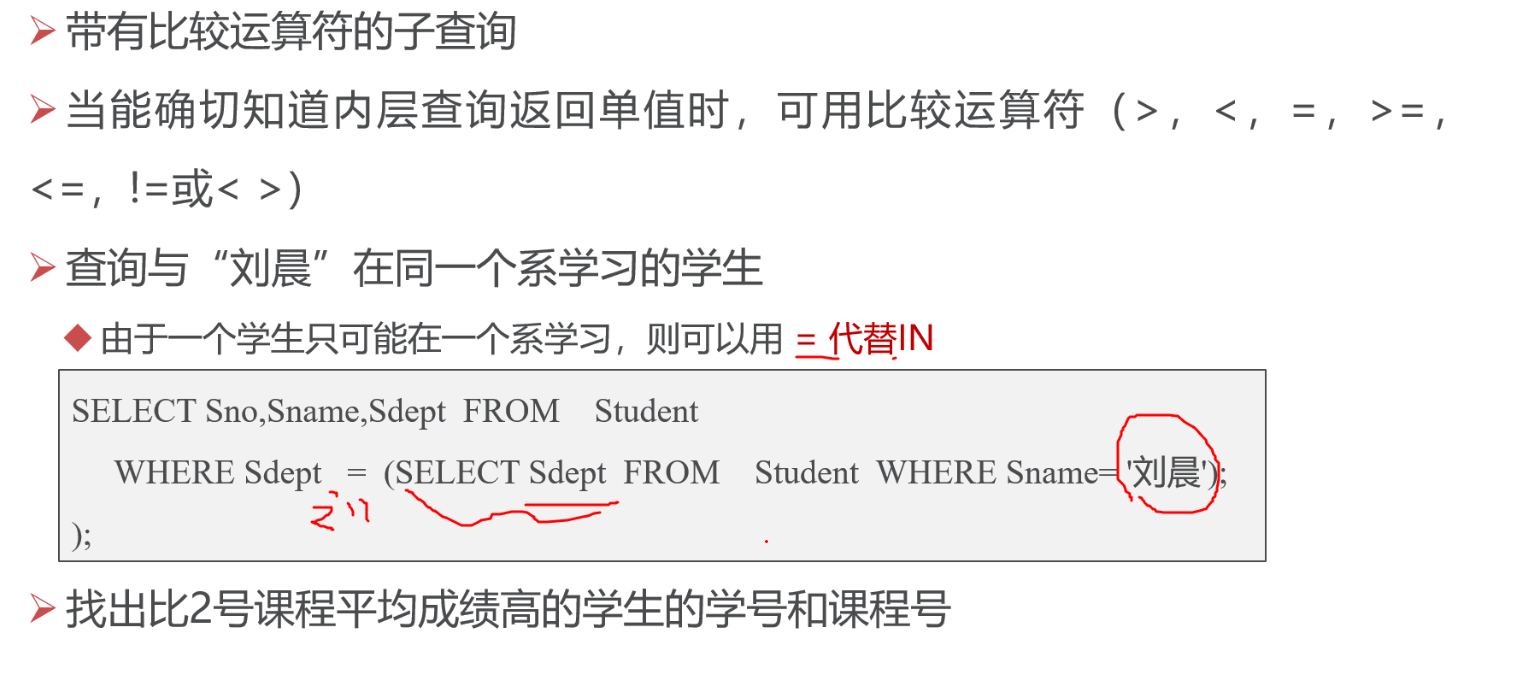 带有比较运算符的子查询
当能确切知道内层查询返回单值时，可用比较运算符（>，<，=，>=，
<=，!=或< >）
查询与“刘晨”在同一个系学习的学生
由于一个学生只可能在一个系学习，则可以用 = 代替IN
SELECT Sno,Sname,Sdept FROM Student
WHERE Sdept = (SELECT Sdept FROM Student WHERE Sname= '刘晨');
);
找出比2号课程平均成绩高的学生的学号和课程号